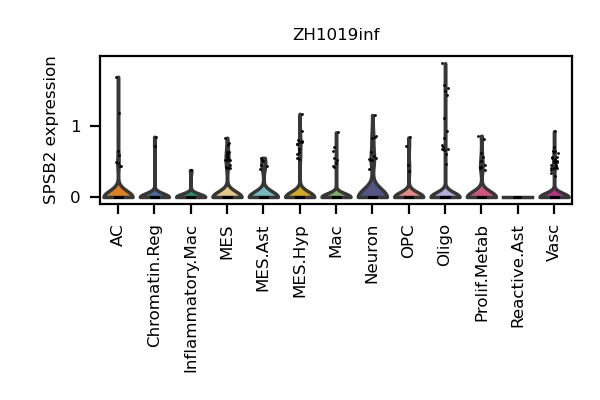 ZH1019inf
SPSB2 expression
1
0
AC
Chromatin.Reg
Inflammatory.Mac
MES
MES.Ast
MES.Hyp
Mac
Neuron
OPC
Oligo
Prolif.Metab
Reactive.Ast
Vasc